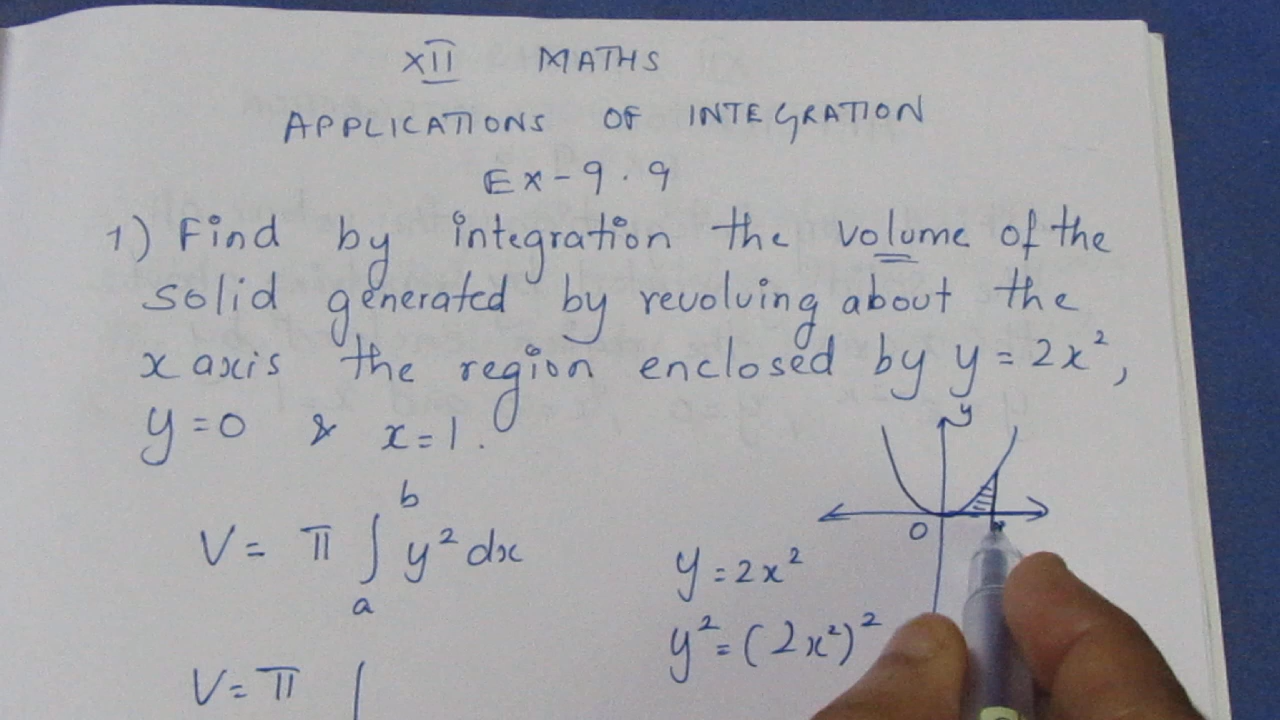 XII MATHS
APPLICATIONS OF INTEGRATION
Ex-9.9
1) Find by integration the volume of the
solid generated by revolving about the
x axis the region enclosed by y = 2x²,
y=0 & x=1.
y
O
V = π ∫ₐᵇ y² dx
y = 2x²
y² = (2x²)²
V = π ∫